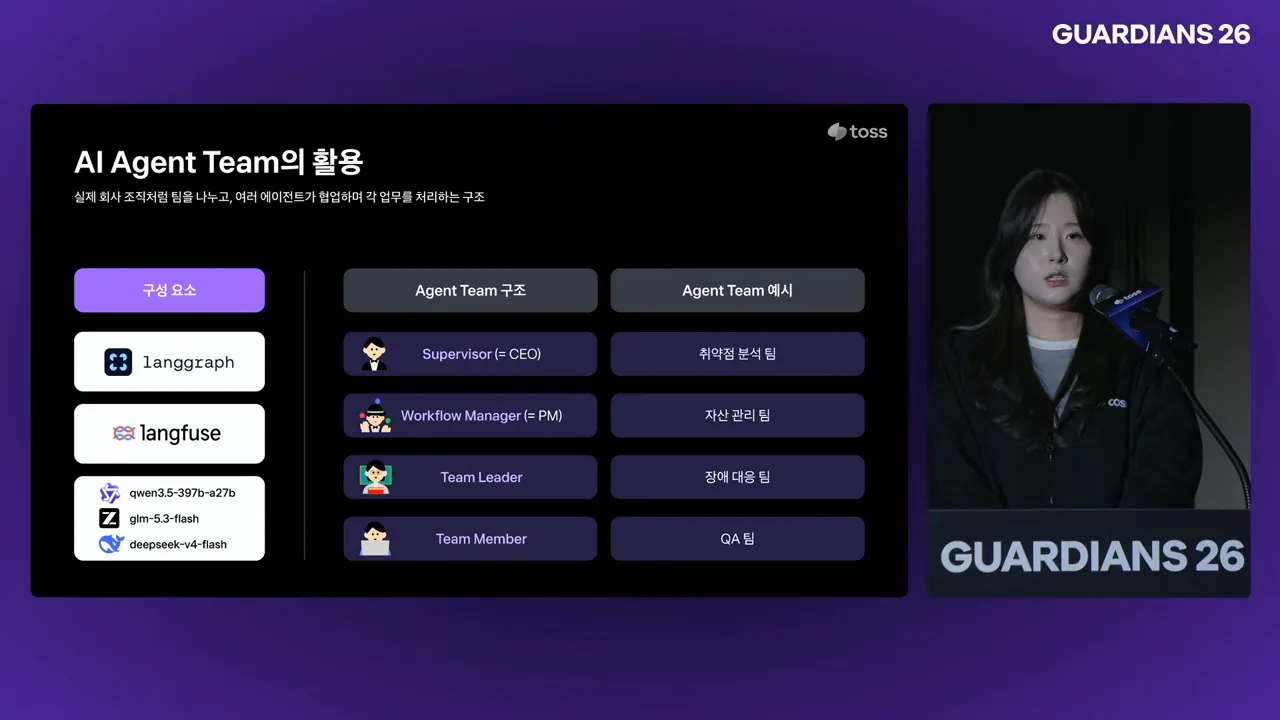 GUARDIANS 26
toss
AI Agent Team의 활용
실제 회사 조직처럼 팀을 나누고, 여러 에이전트가 협업하며 각 업무를 처리하는 구조
구성 요소
langgraph
langfuse
qwen3.5-397b-a27b
glm-5.3-flash
deepseek-v4-flash
Agent Team 구조
Agent Team 예시
Supervisor (= CEO)
취약점 분석 팀
Workflow Manager (= PM)
자산 관리 팀
Team Leader
장애 대응 팀
Team Member
QA 팀
toss
GUARDIANS 26